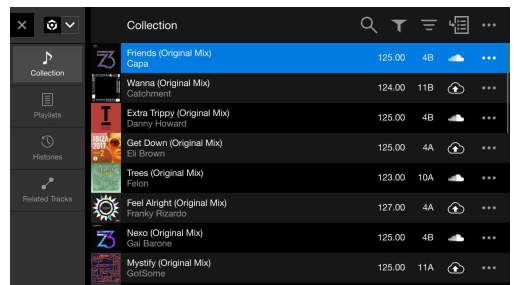 Collection
Collection
Playlists
Histories
Related Tracks
Friends (Original Mix)
Capa
125.00 4B
Wanna (Original Mix)
Catchment
124.00 11B
Extra Trippy (Original Mix)
Danny Howard
125.00 4B
IBIZA
2017
Get Down (Original Mix)
Eli Brown
125.00 4A
Trees (Original Mix)
Felon
123.00 10A
Feel Alright (Original Mix)
Franky Rizardo
127.00 4A
Nexo (Original Mix)
Gai Barone
125.00 4B
Mystify (Original Mix)
GotSome
125.00 11A